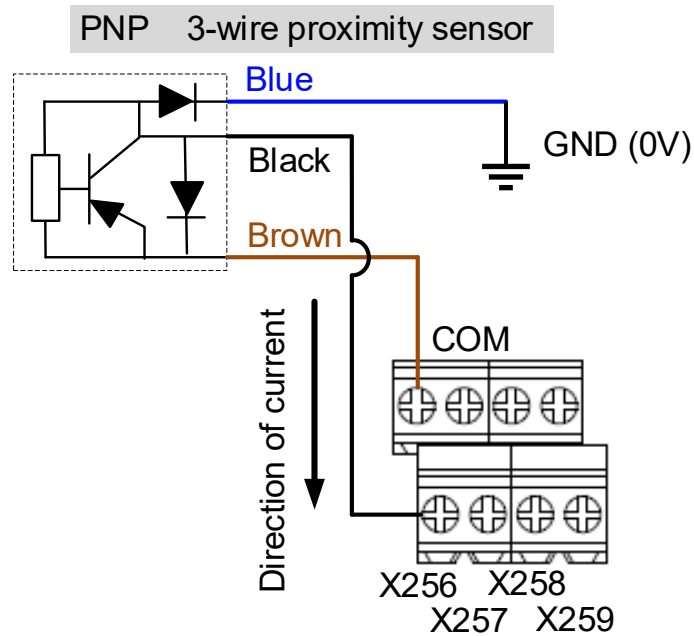 PNP 3-wire proximity sensor
Blue
GND (0V)
Black
Brown
COM
Direction of current
X256 X258
X257 X259